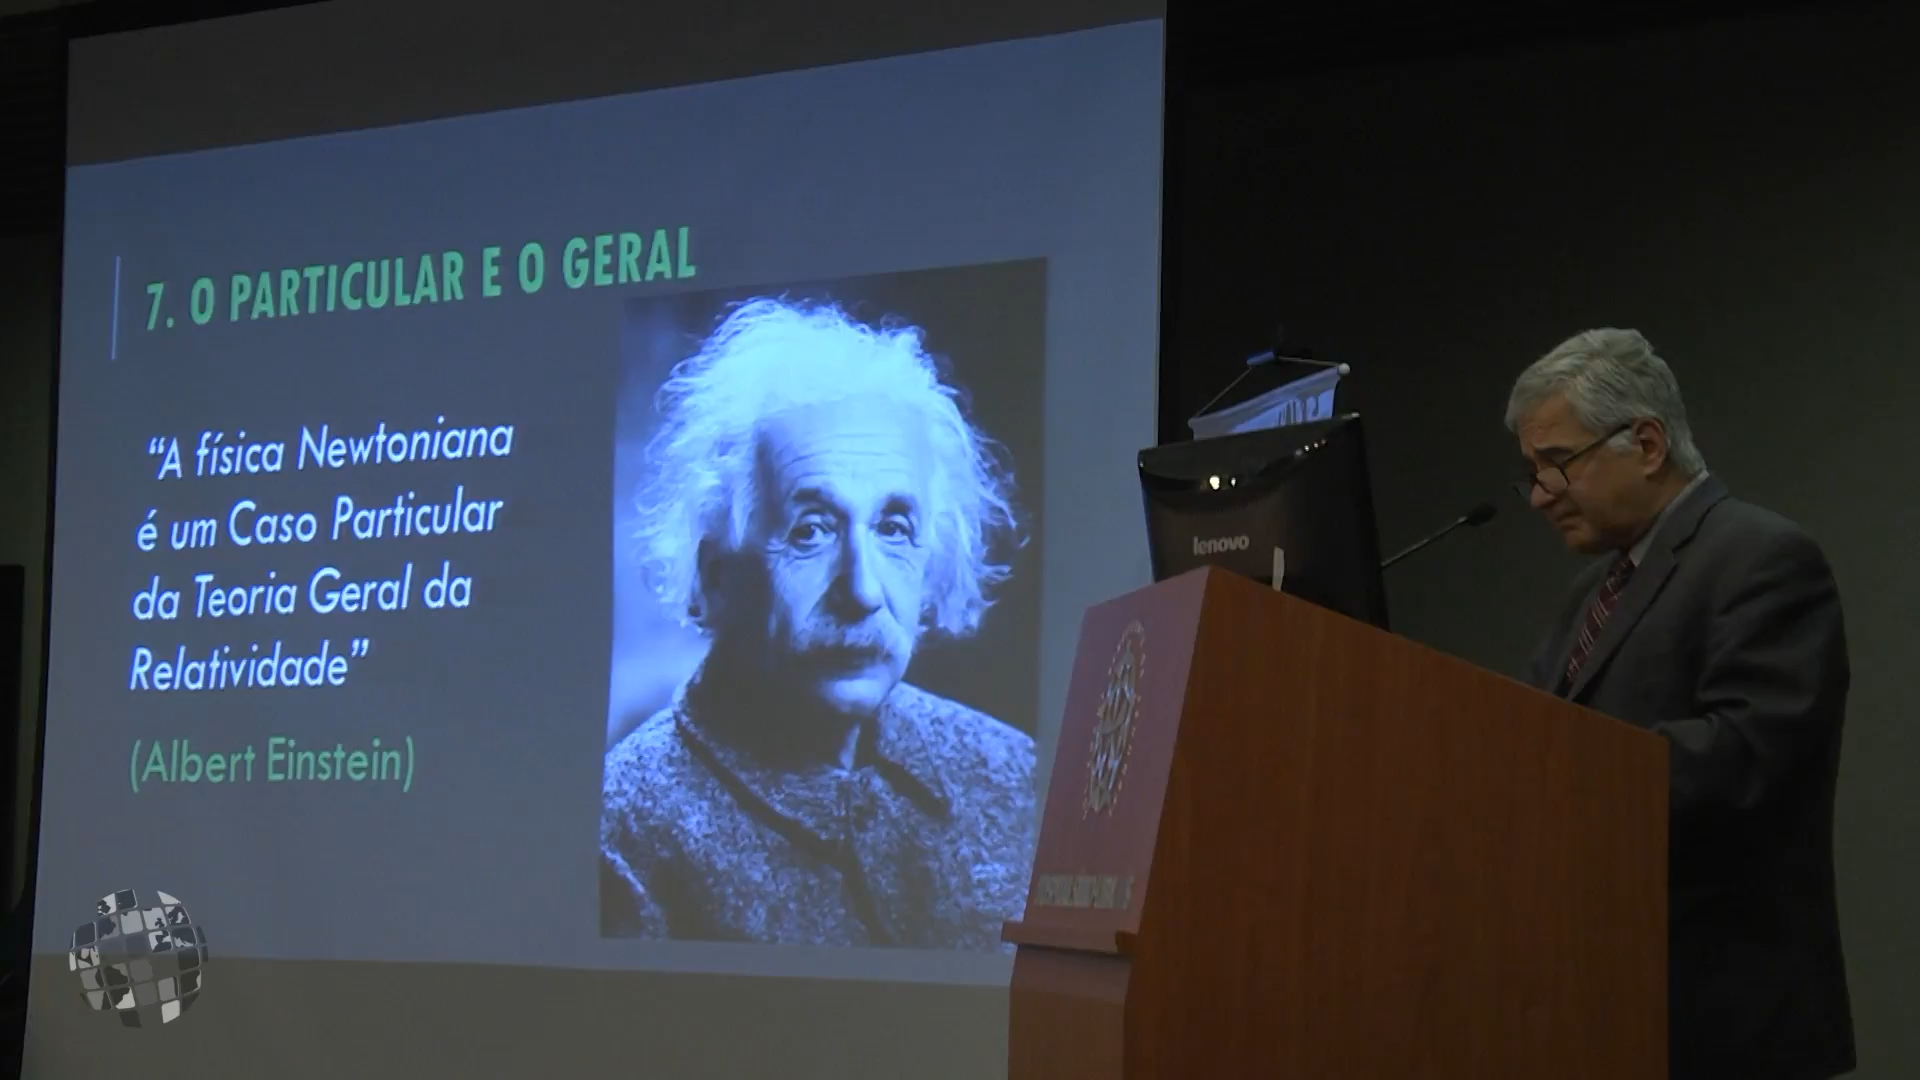 7. O PARTICULAR E O GERAL
“A física Newtoniana
é um Caso Particular
da Teoria Geral da
Relatividade”
(Albert Einstein)
lenovo